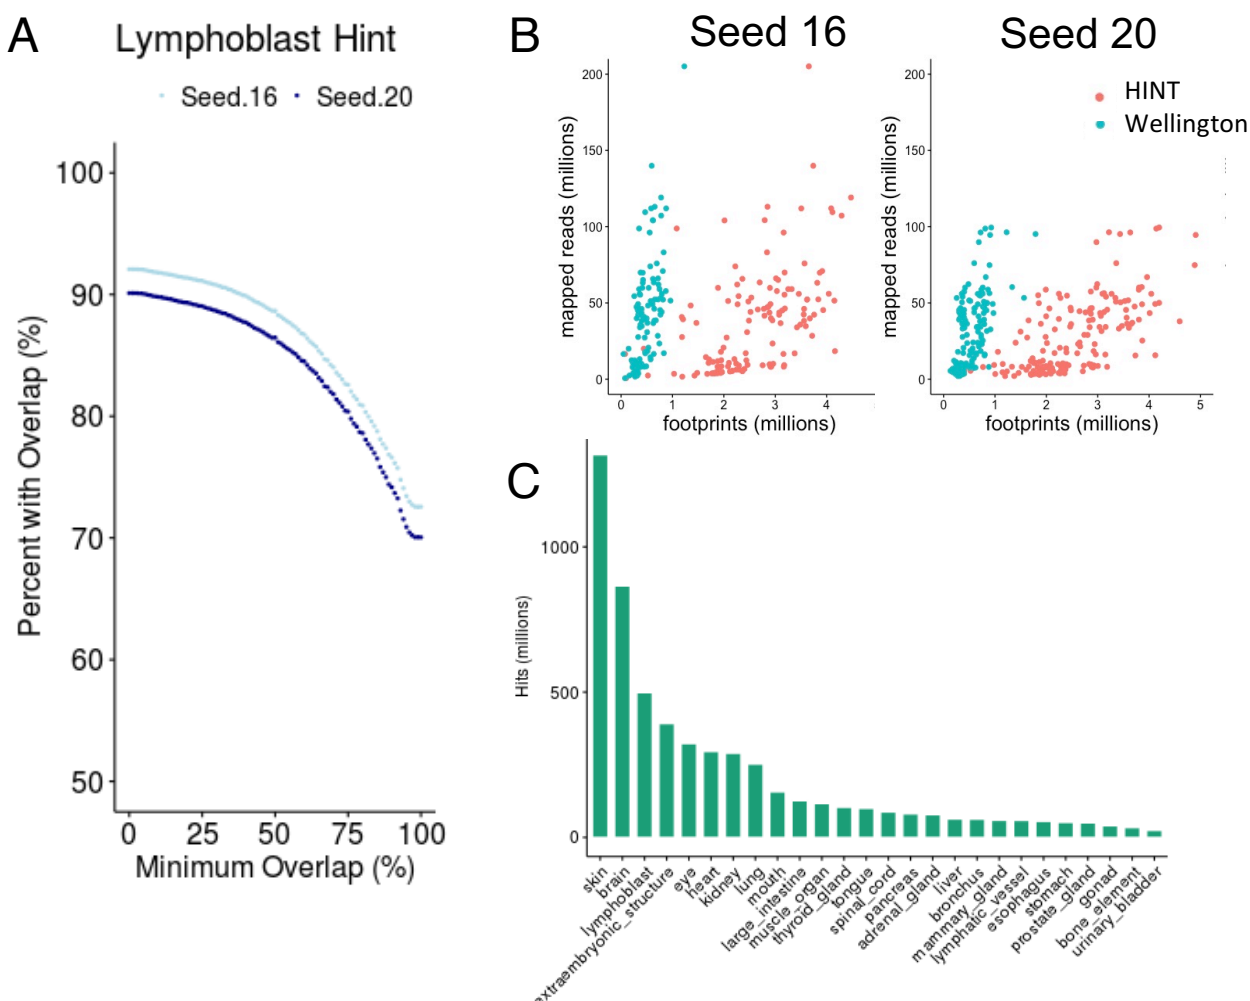 A
Lymphoblast Hint
Seed.16 Seed.20
Percent with Overlap (%)
100
90
80
70
60
50
0 25 50 75 100
Minimum Overlap (%)
B
Seed 16
mapped reads (millions)
200
150
100
50
0
0 1 2 3 4
footprints (millions)
Seed 20
HINT
Wellington
mapped reads (millions)
200
150
100
50
0
0 1 2 3 4 5
footprints (millions)
C
Hits (millions)
1000
500
0
skin
brain
lymphoblast
extraembryonic_structure
eye
heart
kidney
lung
mouth
large_intestine
muscle_organ
thyroid_gland
tongue
spinal_cord
pancreas
adrenal_gland
liver
bronchus
mammary_gland
lymphatic_vessel
esophagus
stomach
prostate_gland
gonad
bone_element
urinary_bladder